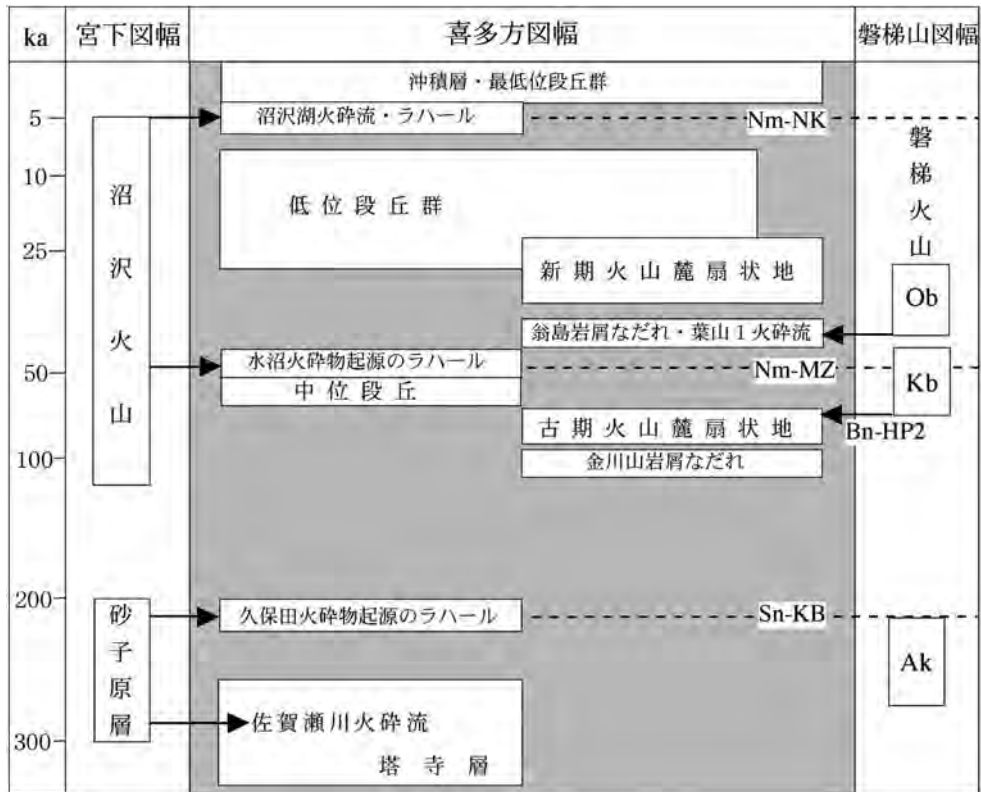 ka
宮下図幅
喜多方図幅
磐梯山図幅
沖積層・最低位段丘群
5
沼沢湖火砕流・ラハール
Nm-NK
10
低位段丘群
25
新期火山麓扇状地
翁島岩屑なだれ・葉山1火砕流
50
水沼火砕物起源のラハール
Nm-MZ
中位段丘
古期火山麓扇状地
Bn-HP2
100
金川山岩屑なだれ
200
久保田火砕物起源のラハール
Sn-KB
佐賀瀬川火砕流
300
塔寺層
沼沢火山
砂子原層
磐梯火山
Ob
Kb
Ak